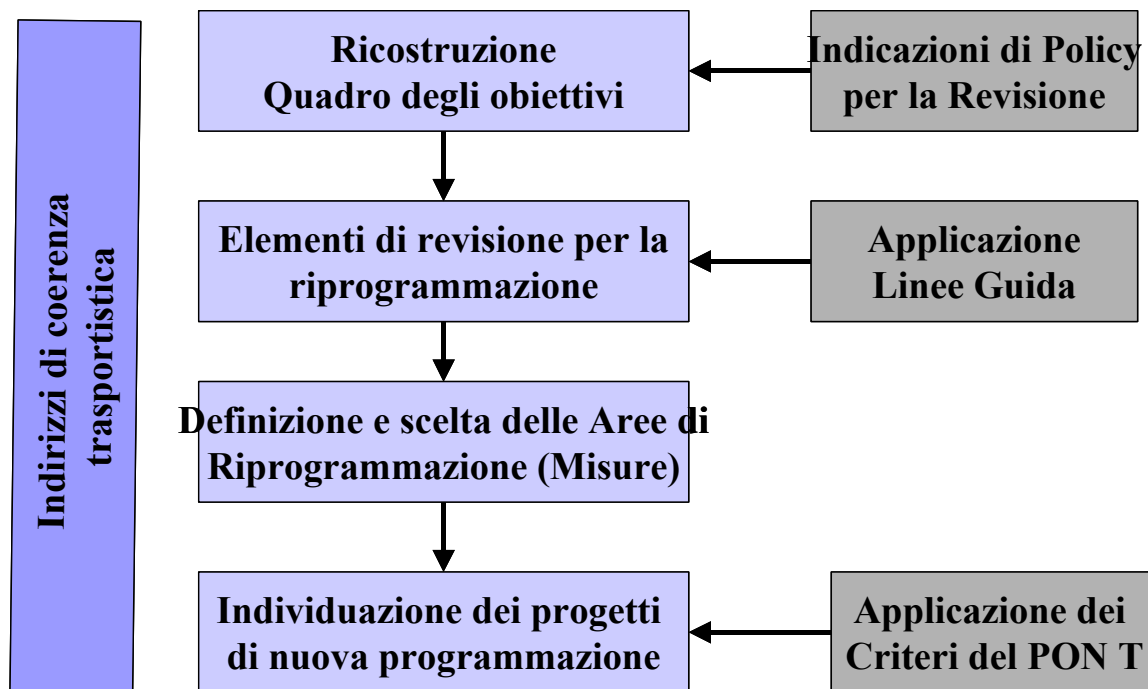 Indirizzi di coerenza
trasportistica
Ricostruzione
Quadro degli obiettivi
Indicazioni di Policy
per la Revisione
Elementi di revisione per la
riprogrammazione
Applicazione
Linee Guida
Definizione e scelta delle Aree di
Riprogrammazione (Misure)
Individuazione dei progetti
di nuova programmazione
Applicazione dei
Criteri del PON T